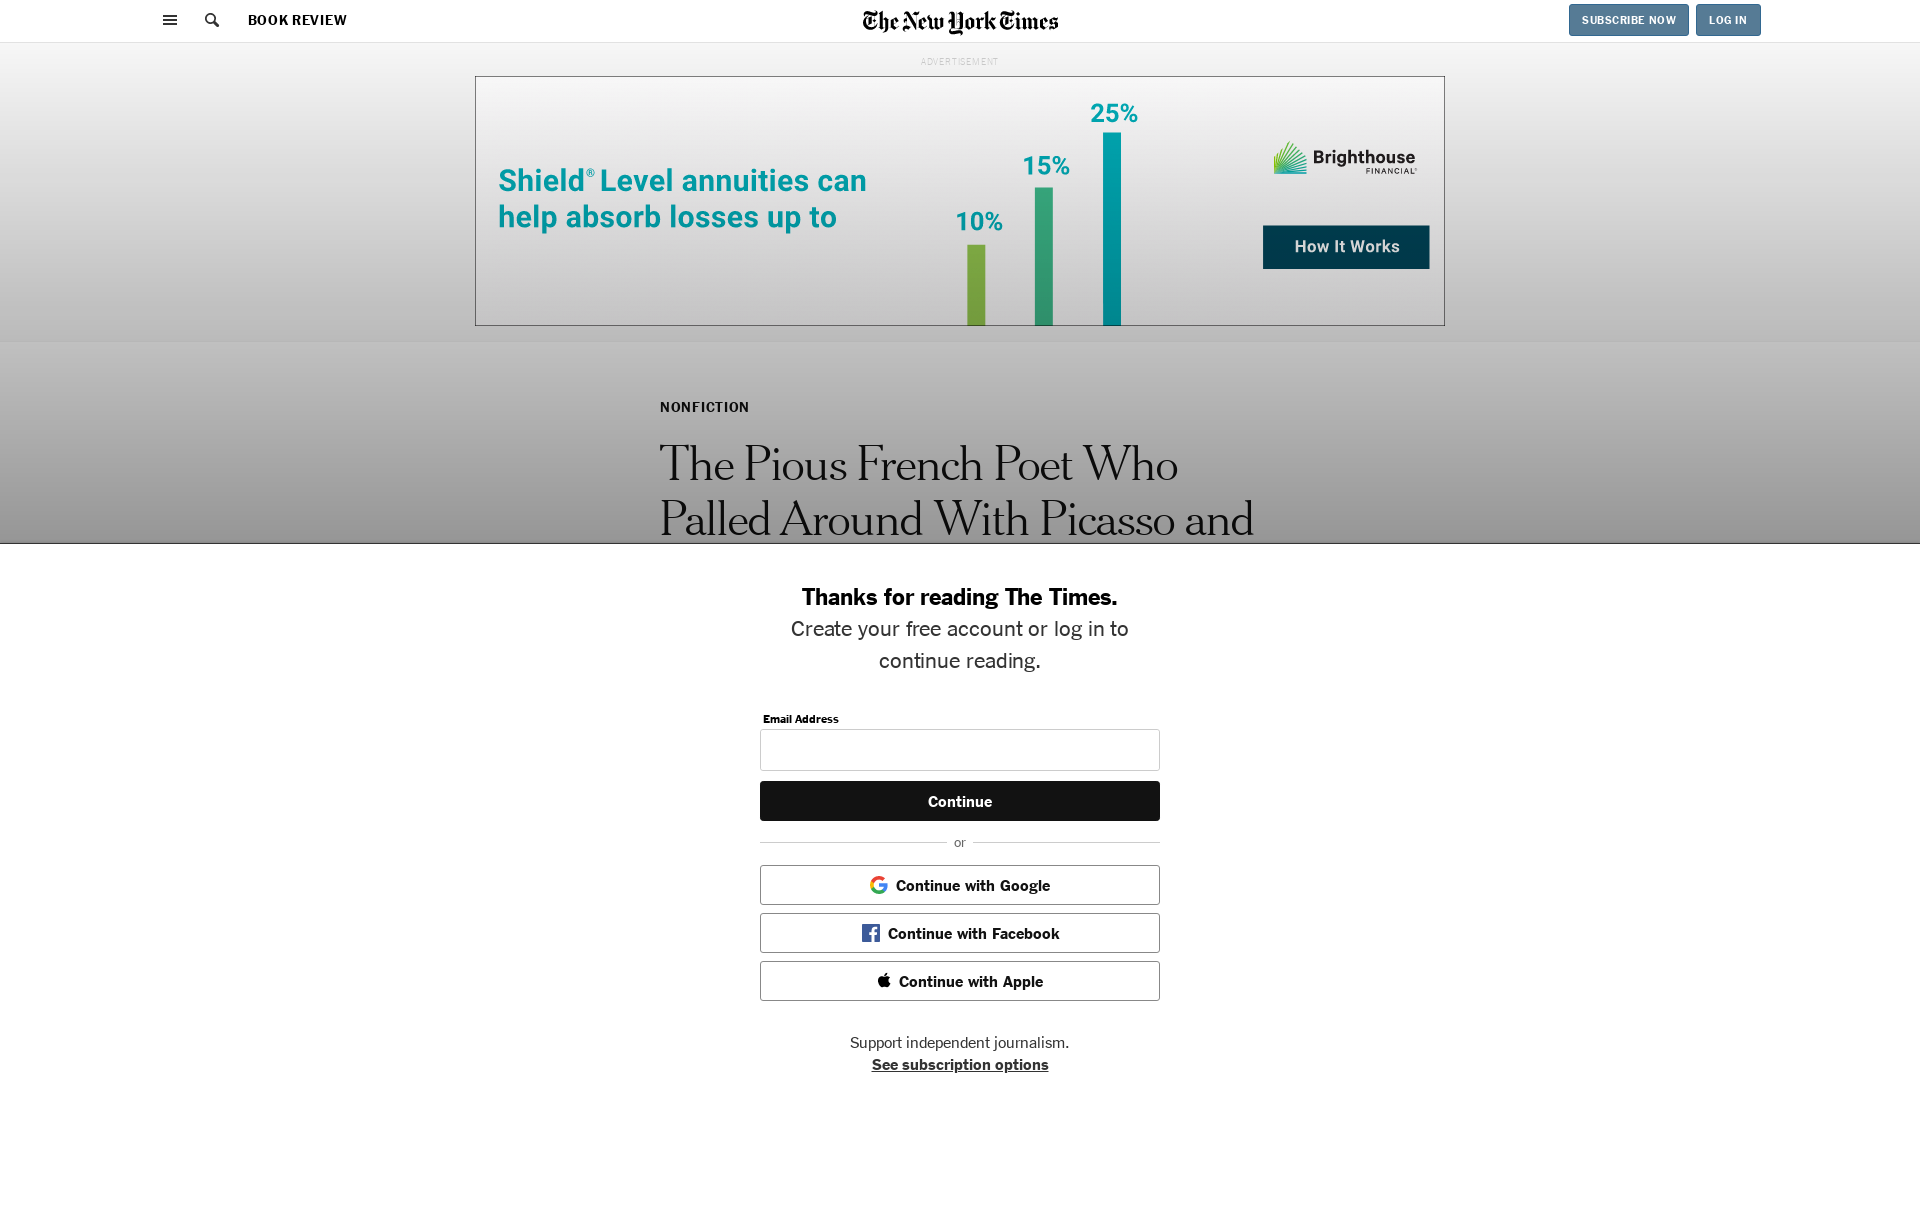 BOOK REVIEW
The New York Times
SUBSCRIBE NOW
LOG IN
ADVERTISEMENT
Shield® Level annuities can
help absorb losses up to
10%
15%
25%
Brighthouse
FINANCIAL®
How It Works
NONFICTION
The Pious French Poet Who
Palled Around With Picasso and
Thanks for reading The Times.
Create your free account or log in to
continue reading.
Email Address
Continue
or
Continue with Google
Continue with Facebook
Continue with Apple
Support independent journalism.
See subscription options